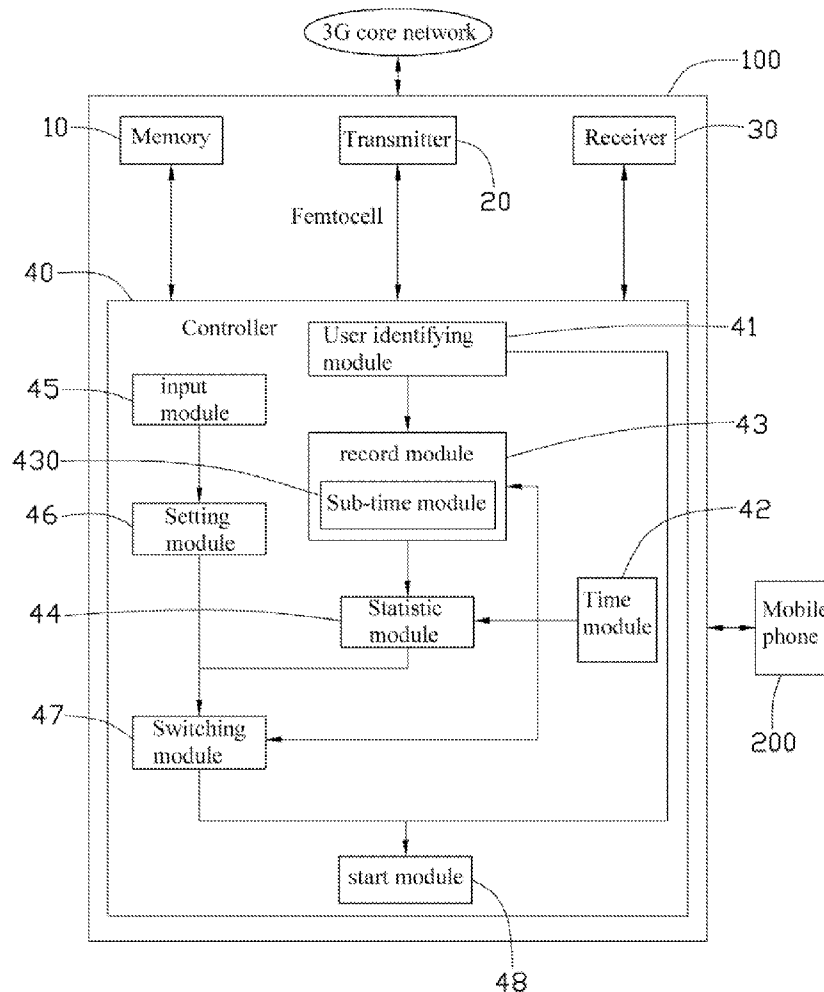 3G core network
100
10
Memory
Transmitter
Receiver
30
20
Femtocell
40
Controller
User identifying
module
41
45
input
module
43
record module
430
Sub-time module
42
46
Setting
module
44
Statistic
module
Time
module
Mobile
phone
47
Switching
module
200
start module
48